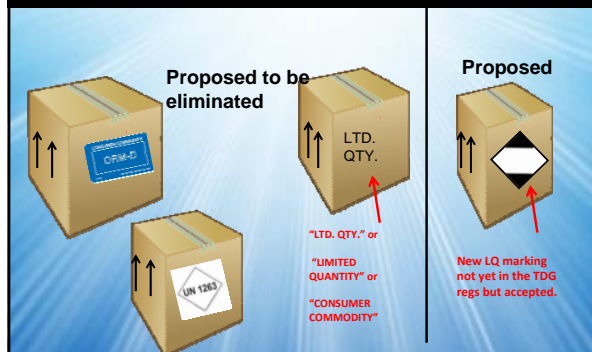 Proposed to be
eliminated
Proposed
ORM-D
LTD.
QTY.
UN 1263
“LTD. QTY.” or
“LIMITED
QUANTITY” or
“CONSUMER
COMMODITY”
New LQ marking
not yet in the TDG
regs but accepted.